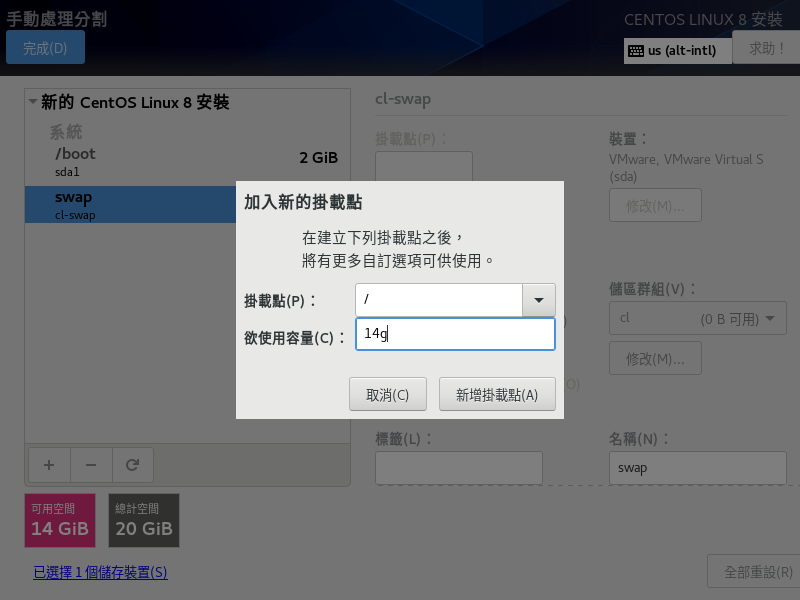 手動處理分割
CENTOS LINUX 8 安裝
完成(D)
us (alt-intl)
求助！
新的 CentOS Linux 8 安裝
系統
/boot
2 GiB
sda1
swap
cl-swap
cl-swap
掛載點(P)：
裝置：
VMware, VMware Virtual S
(sda)
修改(M)...
加入新的掛載點
在建立下列掛載點之後，
將有更多自訂選項可供使用。
掛載點(P)：
/
欲使用容量(C)：
14g
取消(C)
新增掛載點(A)
儲區群組(V)：
cl
(0 B 可用)
修改(M)...
O)
標籤(L)：
名稱(N)：
swap
可用空間
14 GiB
總計空間
20 GiB
已選擇 1 個儲存裝置(S)
全部重設(R)